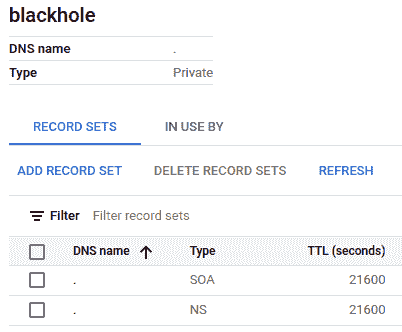 blackhole
DNS name .
Type Private
RECORD SETS IN USE BY
ADD RECORD SET DELETE RECORD SETS REFRESH
Filter Filter record sets
DNS name Type TTL (seconds)
. SOA 21600
. NS 21600